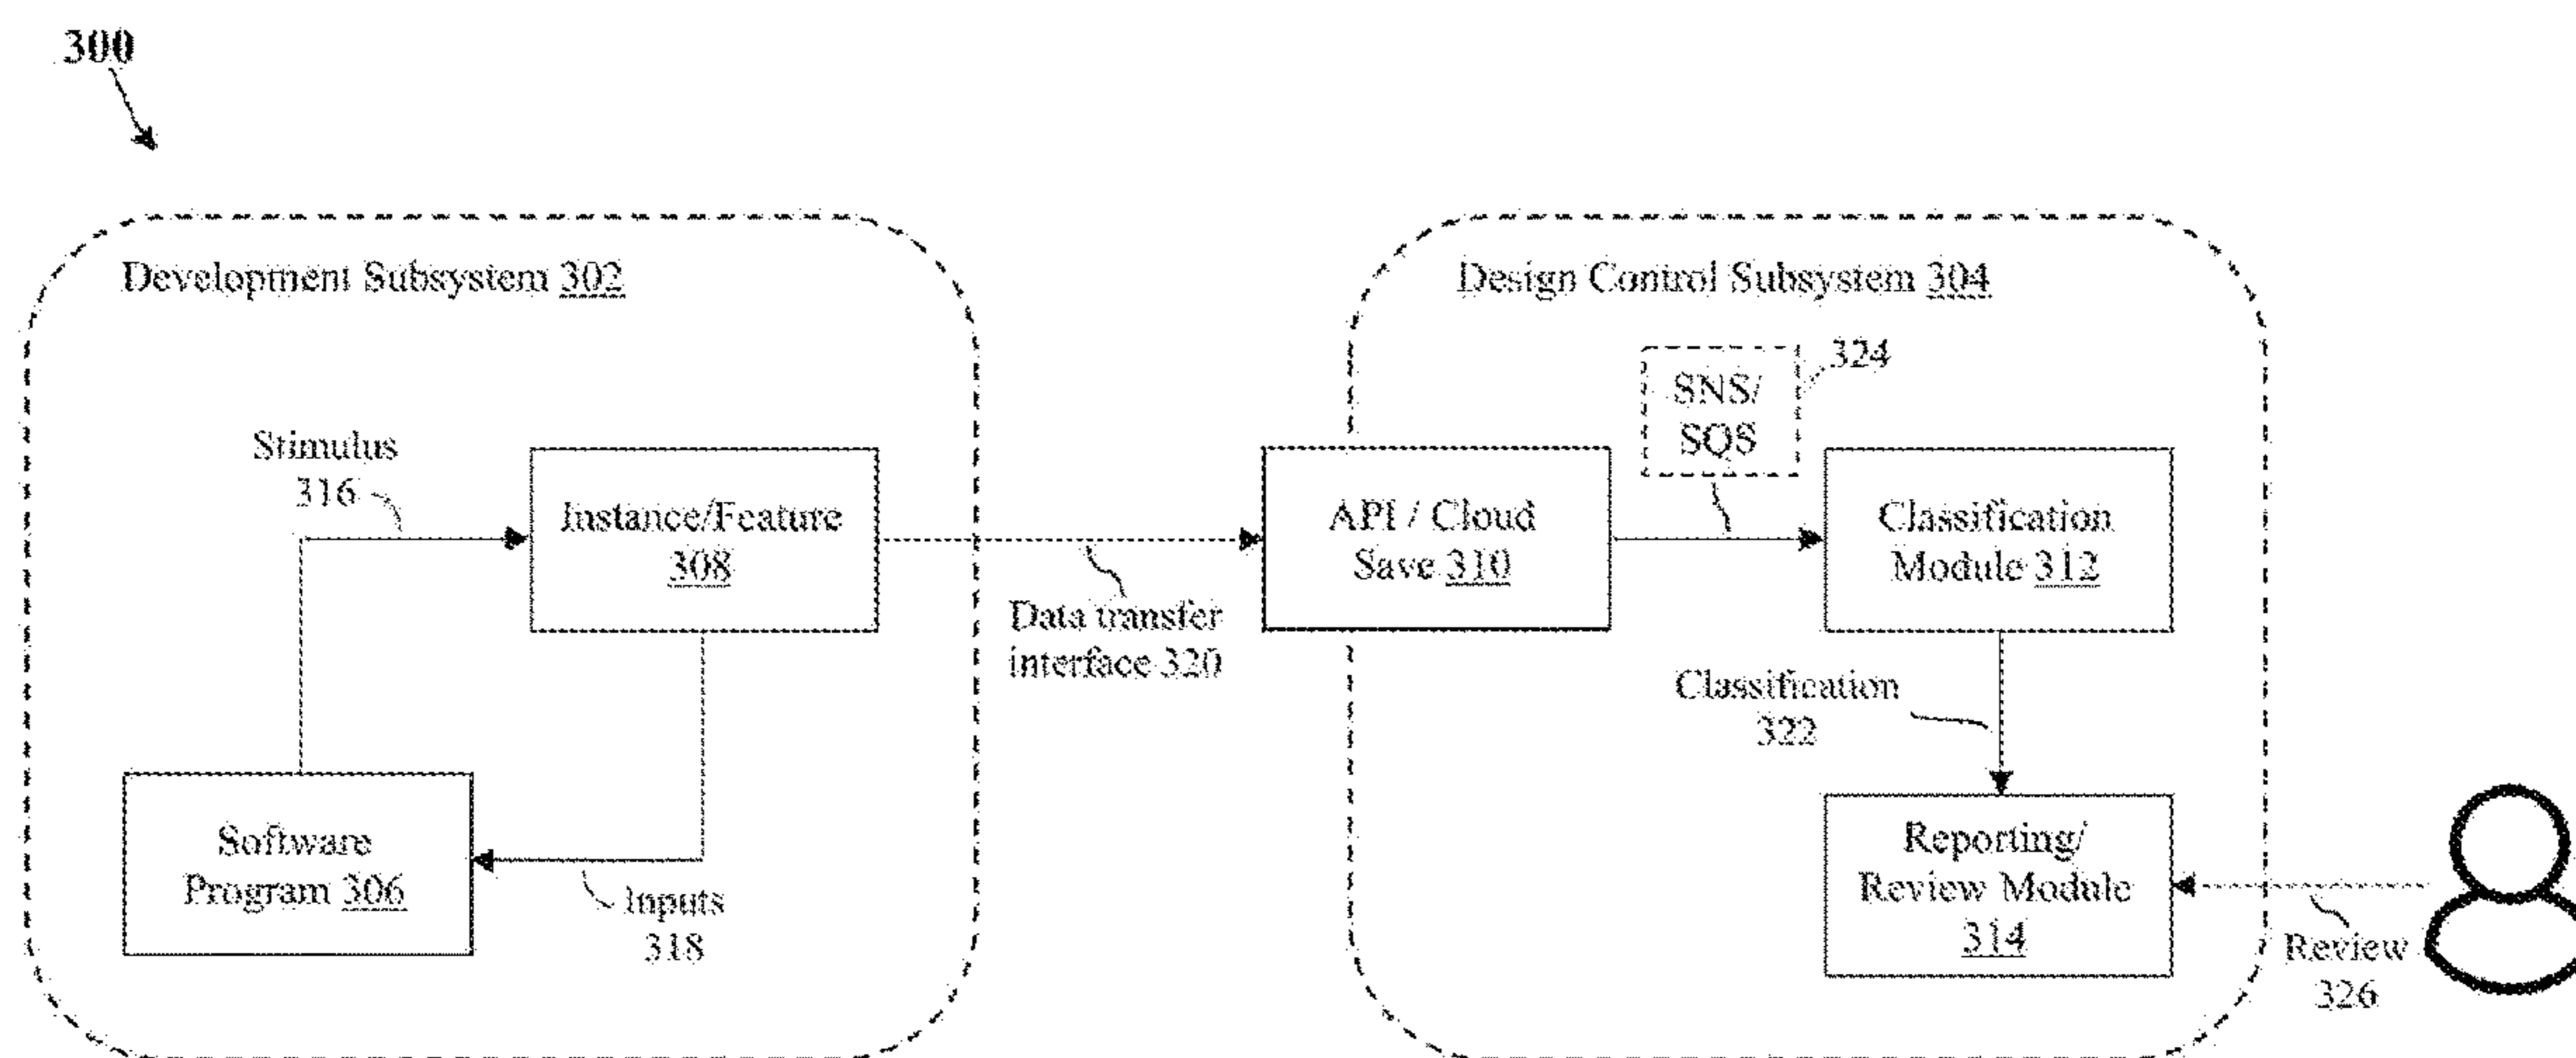 300
Development Subsystem 302
Design Control Subsystem 304
324
SNS/
SQS
Stimulus
316
Instance/Feature
308
API / Cloud
Save 310
Classification
Module 312
Data transfer
interface 320
Classification
322
Software
Program 306
Inputs
318
Reporting/
Review Module
314
Review
326